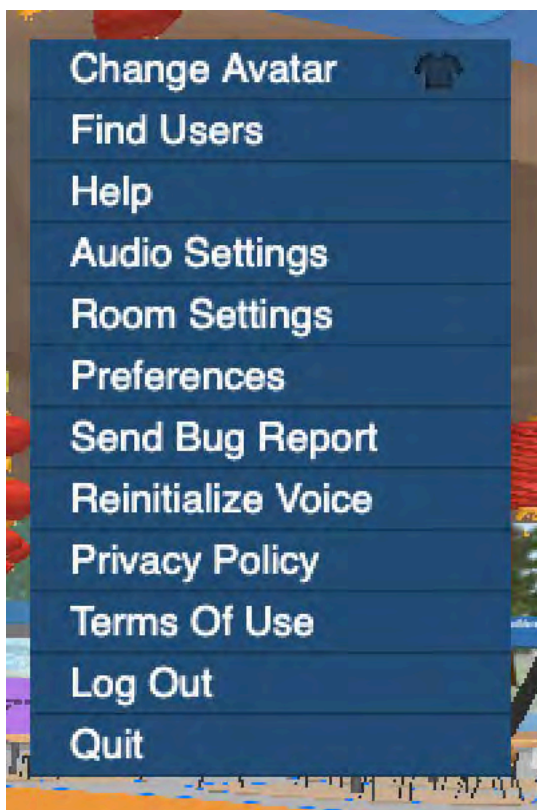 Change Avatar
Find Users
Help
Audio Settings
Room Settings
Preferences
Send Bug Report
Reinitialize Voice
Privacy Policy
Terms Of Use
Log Out
Quit